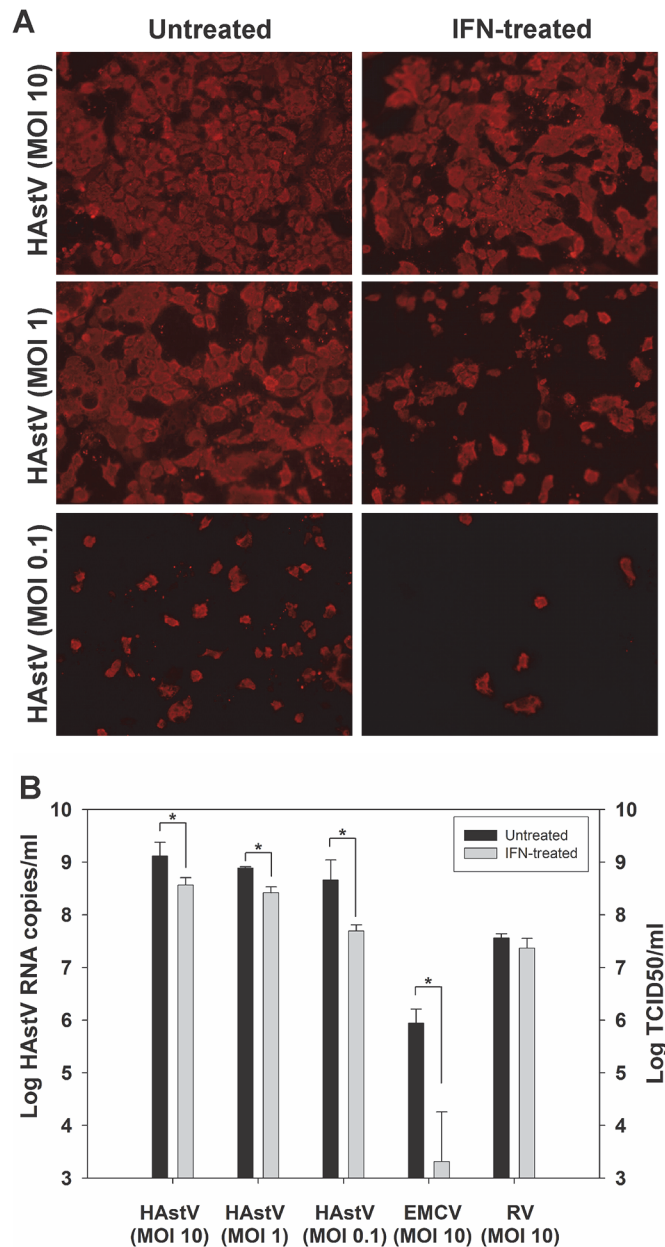 A
Untreated IFN-treated
HAstV (MOI 10)
HAstV (MOI 1)
HAstV (MOI 0.1)
B
Log HAstV RNA copies/ml
10
9
8
7
6
5
4
3
* * * * 
Untreated
IFN-treated
10
9
8
7
6
5
4
3
Log TCID50/ml
HAstV HAstV HAstV EMCV RV
(MOI 10) (MOI 1) (MOI 0.1) (MOI 10) (MOI 10)